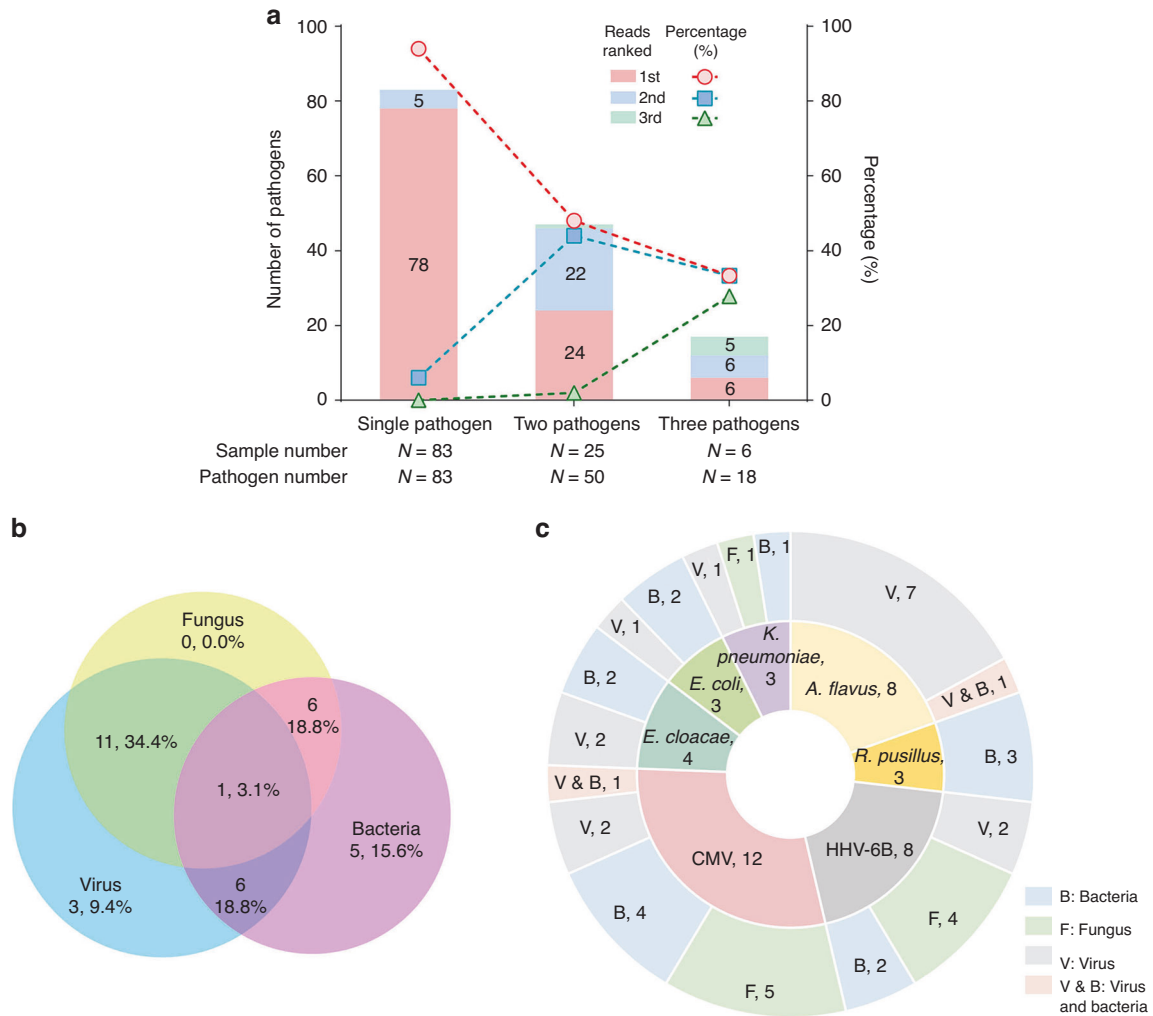 a
100
80
60
40
20
0
Number of pathogens
100
80
60
40
20
0
Percentage (%)
Reads
ranked
Percentage
(%)
1st
2nd
3rd
5
78
22
24
5
6
6
Single pathogen
Two pathogens
Three pathogens
Sample number
N = 83
N = 25
N = 6
Pathogen number
N = 83
N = 50
N = 18
b
Fungus
0, 0.0%
11, 34.4%
6
18.8%
1, 3.1%
Bacteria
5, 15.6%
Virus
3, 9.4%
6
18.8%
c
V, 7
V & B, 1
B, 3
V, 2
F, 4
B, 2
F, 5
B, 4
V, 2
V & B, 1
V, 2
B, 2
V, 1
B, 2
V, 1
F, 1
B, 1
A. flavus, 8
R. pusillus,
3
HHV-6B, 8
CMV, 12
E. cloacae,
4
E. coli,
3
K.
pneumoniae,
3
B: Bacteria
F: Fungus
V: Virus
V & B: Virus
and bacteria